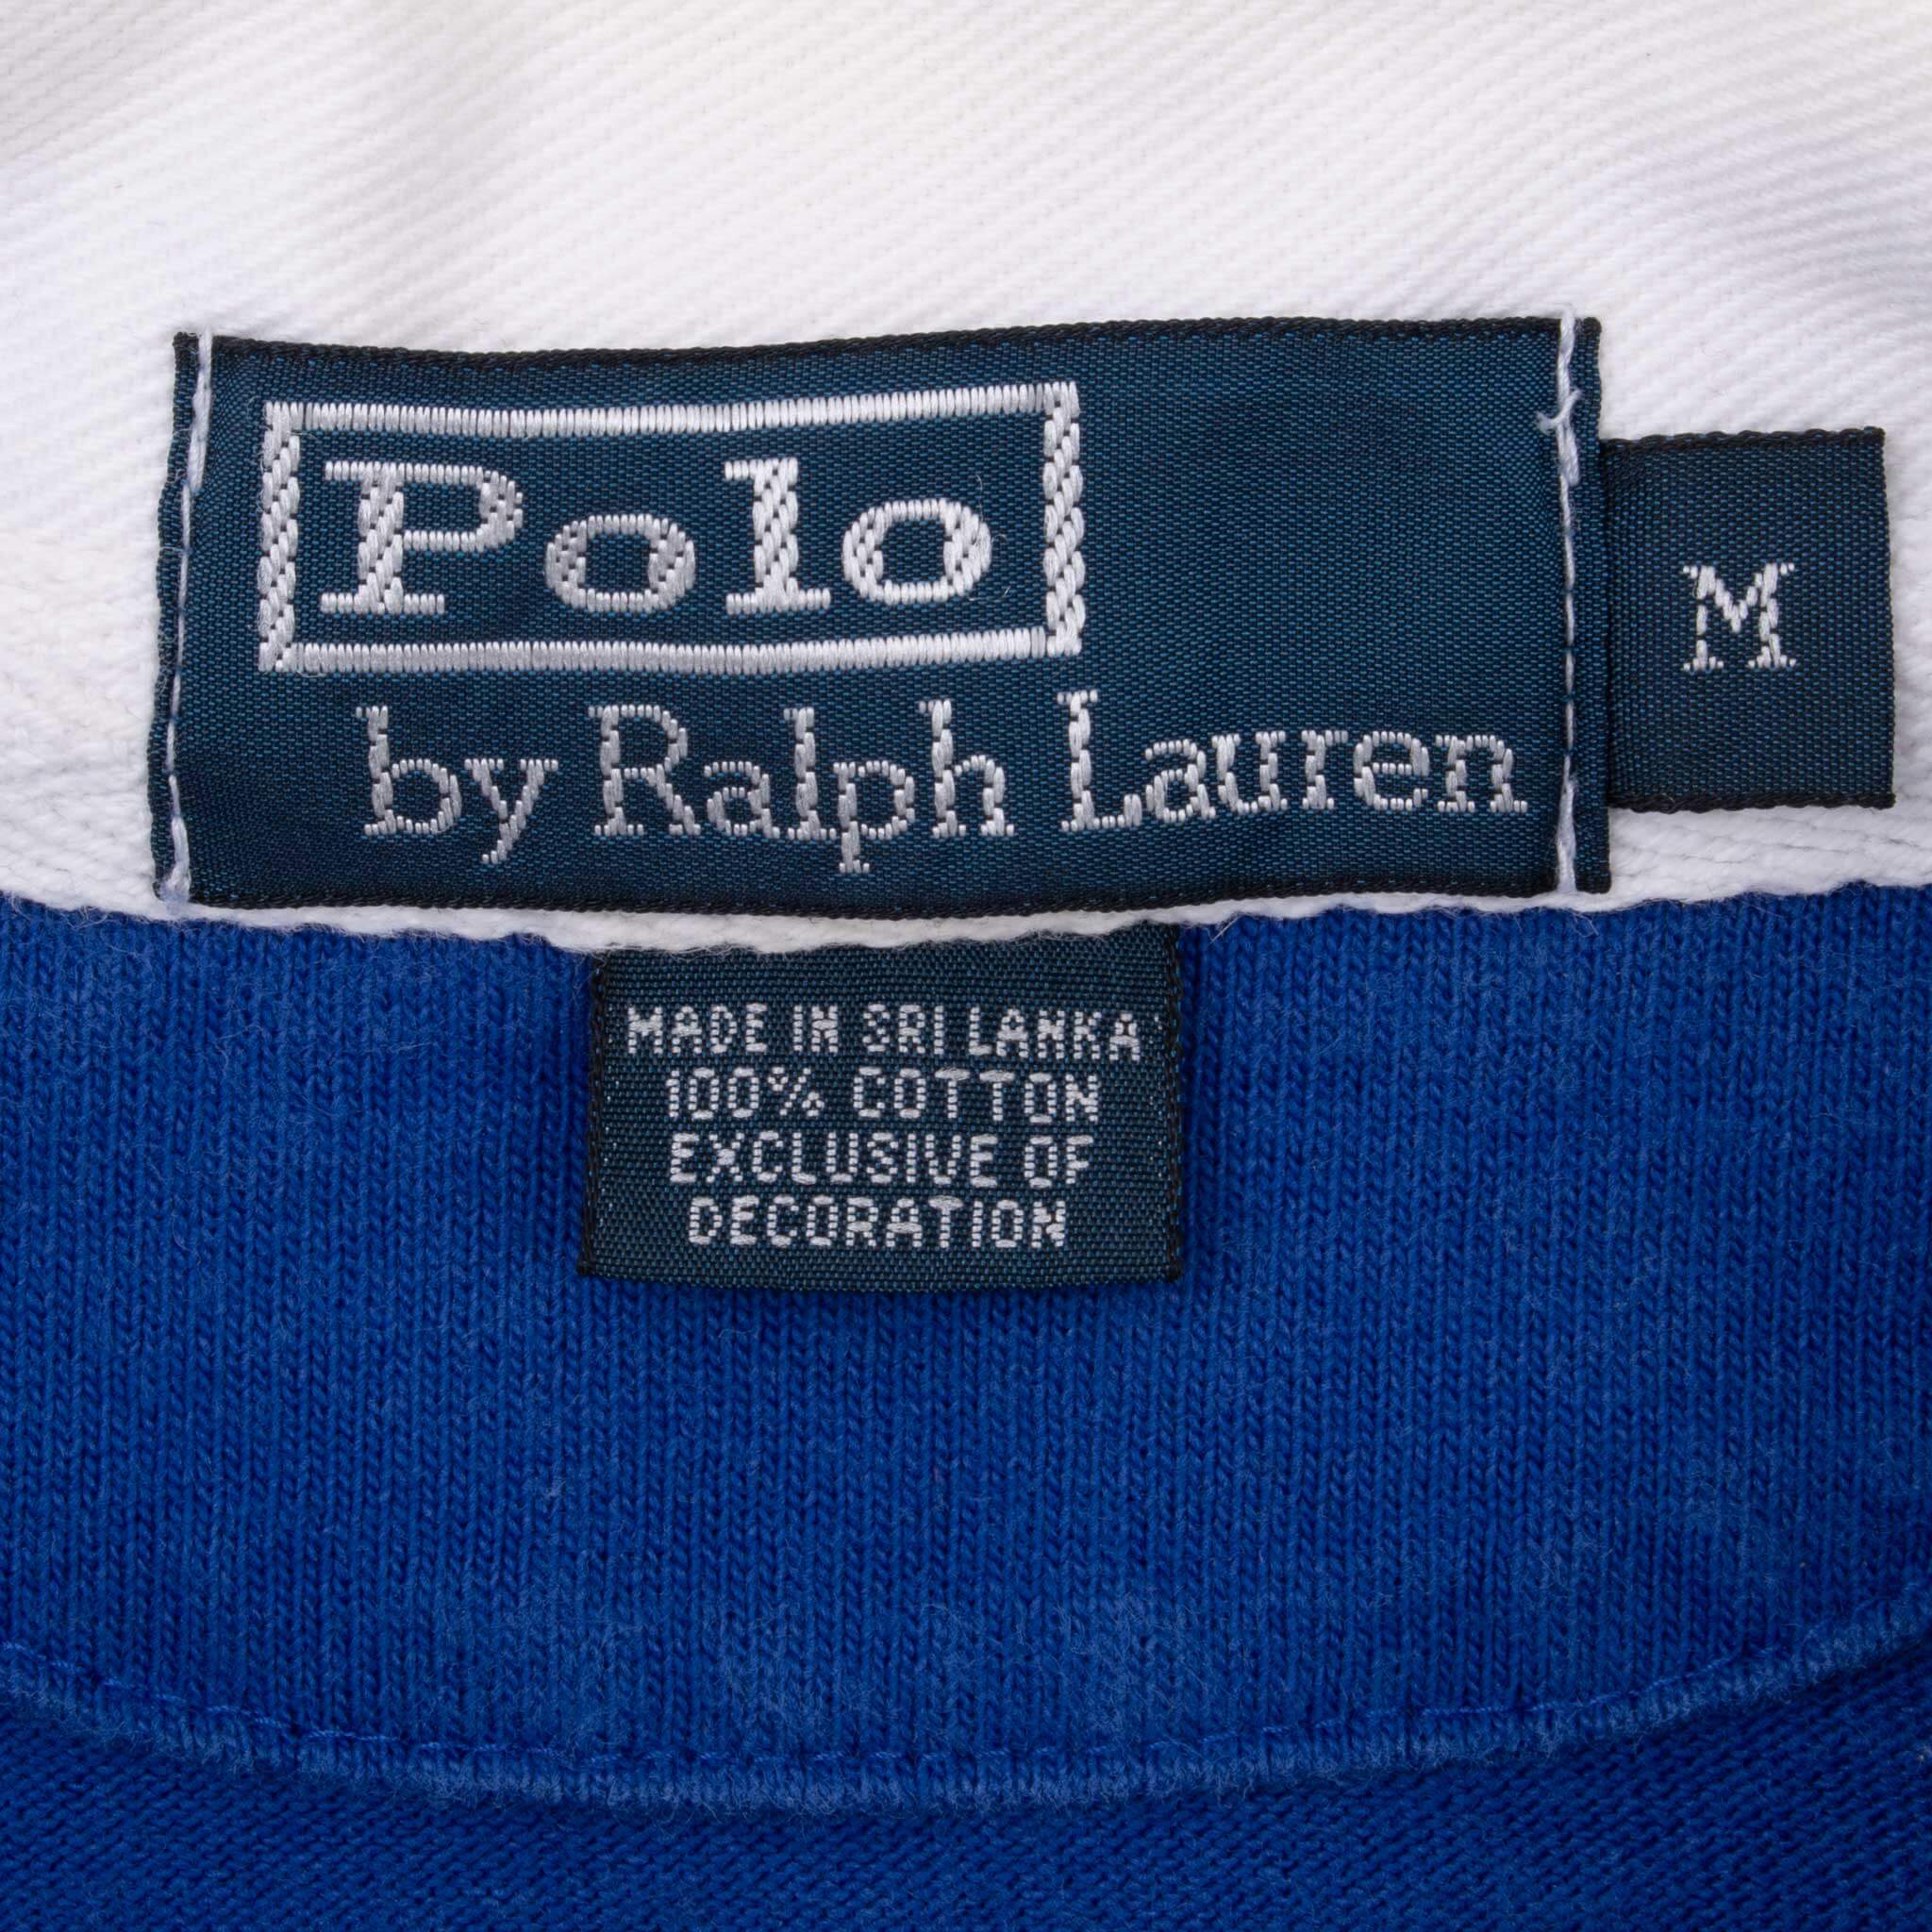 Polo
by Ralph Lauren
M
MADE IN SRI LANKA
100% COTTON
EXCLUSIVE OF
DECORATION